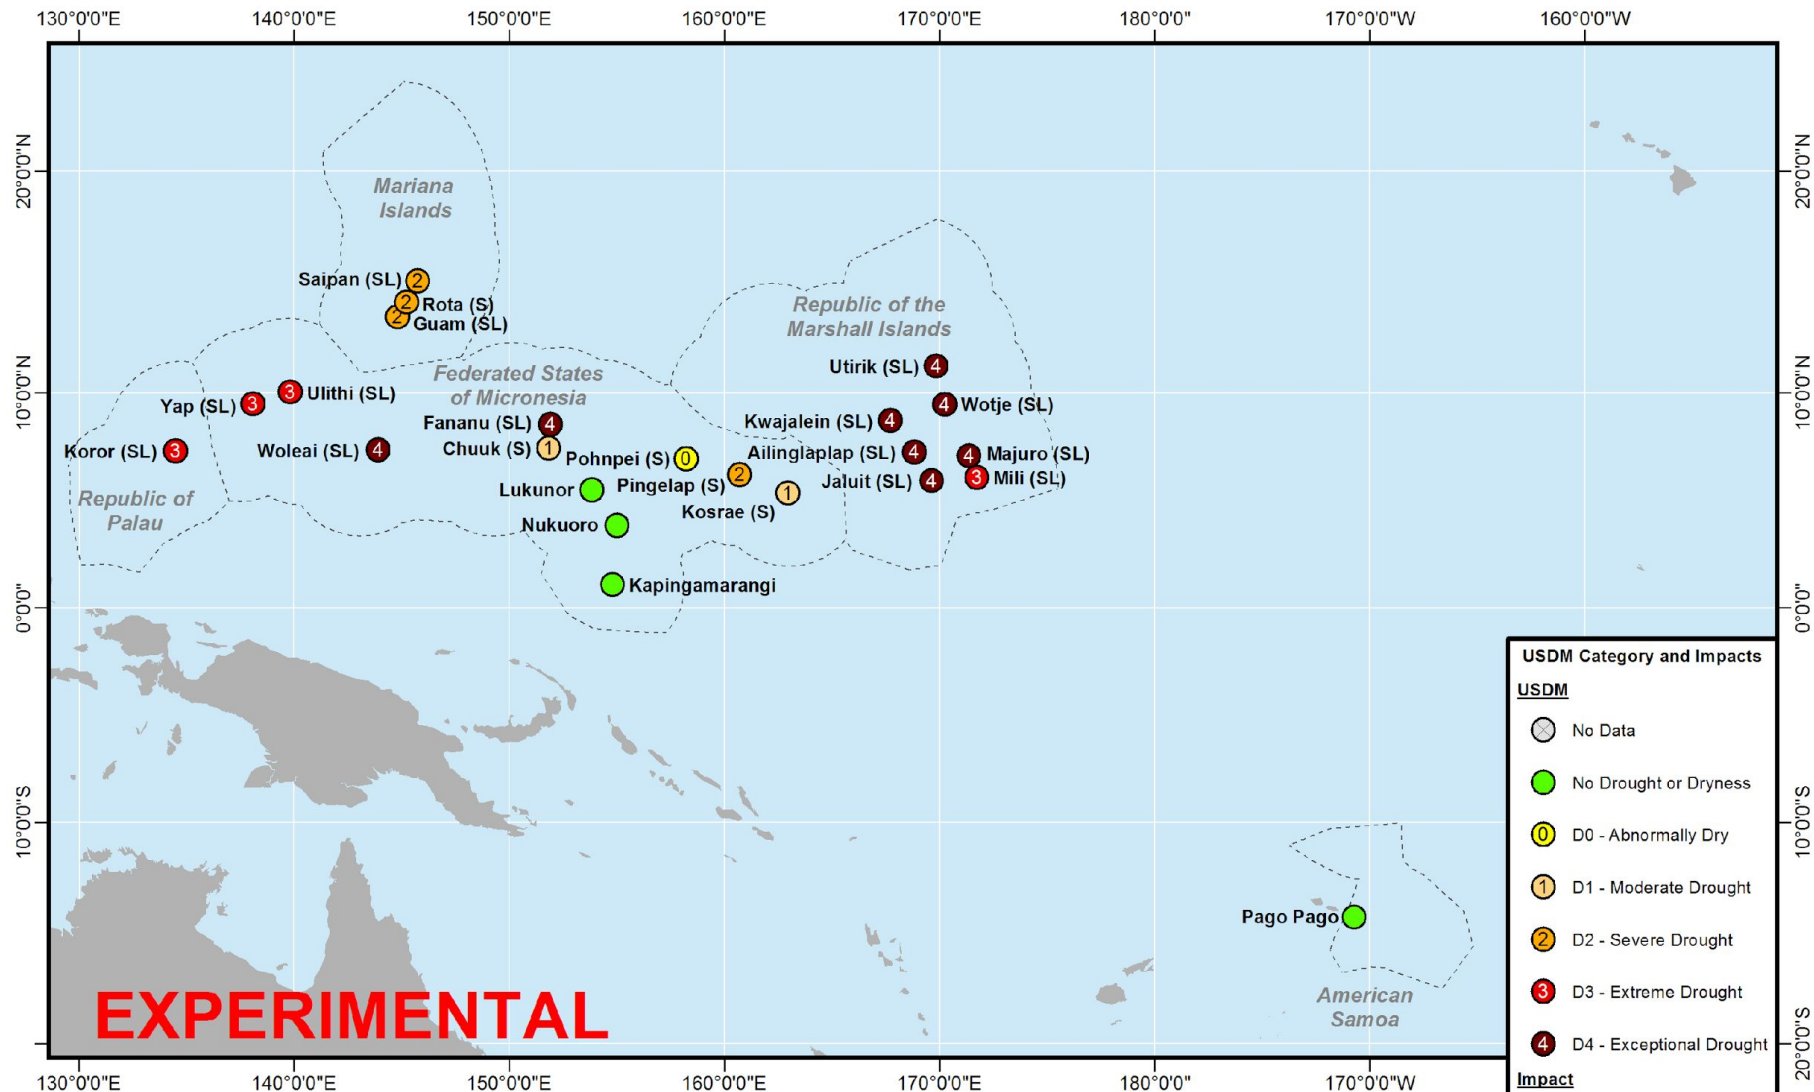 130°0'0"E 140°0'0"E 150°0'0"E 160°0'0"E 170°0'0"E 180°0'0" 170°0'0"W 160°0'0"W
20°0'0"N
20°0'0"N
Mariana
Islands
Saipan (SL) 2
2 Rota (S)
2 Guam (SL)
Republic of the
Marshall Islands
Utirik (SL) 4
10°0'0"N
10°0'0"N
Federated States
of Micronesia
3 Ulithi (SL)
Yap (SL) 3
4 Wotje (SL)
Fananu (SL) 4
Kwajalein (SL) 4
Koror (SL) 3
Woleai (SL) 4
Chuuk (S) 1
Pohnpei (S) 0
Ailinglaplap (SL) 4
4 Majuro (SL)
Pingelap (S) 2
Jaluit (SL) 4
3 Mili (SL)
Lukunor
Kosrae (S) 1
Republic of
Palau
Nukuoro
Kapingamarangi
0°0'0"
0°0'0"
10°0'0"S
10°0'0"S
Pago Pago
American
Samoa
20°0'0"S
EXPERIMENTAL
USDM Category and Impacts
USDM
No Data
No Drought or Dryness
0 D0 - Abnormally Dry
1 D1 - Moderate Drought
2 D2 - Severe Drought
3 D3 - Extreme Drought
4 D4 - Exceptional Drought
Impact
130°0'0"E 140°0'0"E 150°0'0"E 160°0'0"E 170°0'0"E 180°0'0" 170°0'0"W